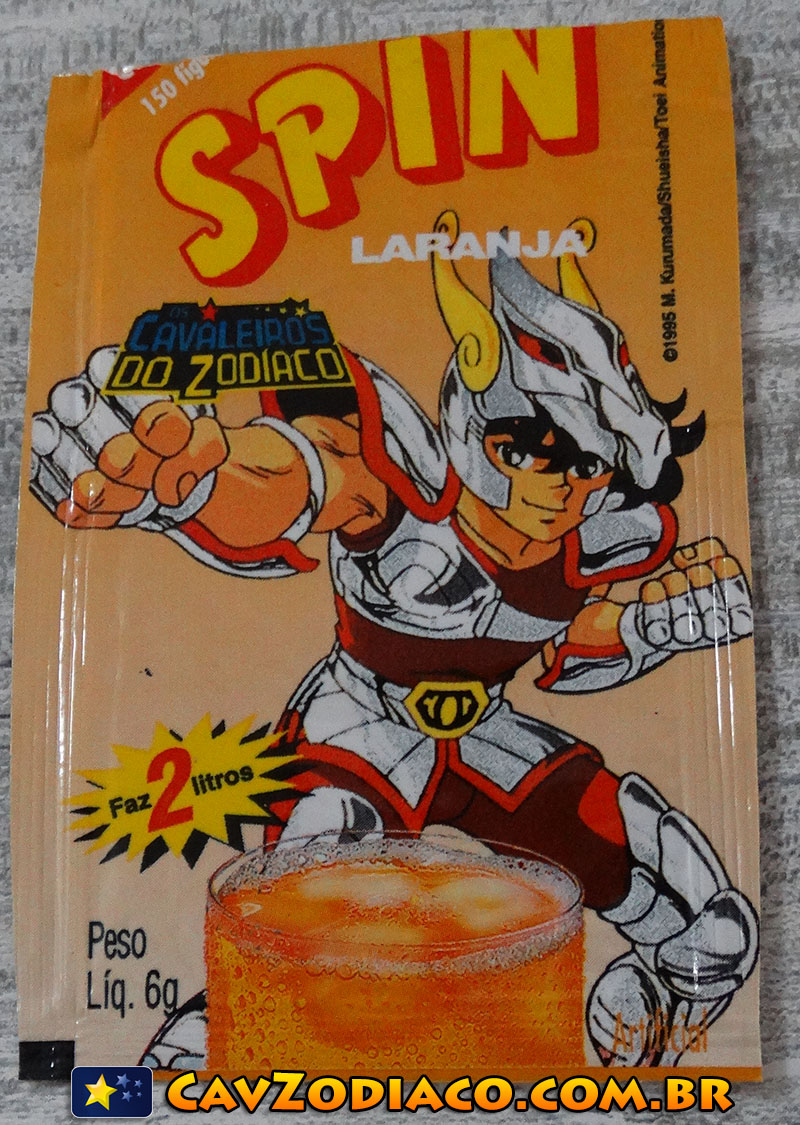 150 figu
SPIN
LARANJA
©1995 M. Kurumada/Shueisha/Toei Animation
OS
CAVALEIROS
DO ZODÍACO
Faz 2 litros
Peso
Líq. 6g
Artificial
CavZodiaco.com.br